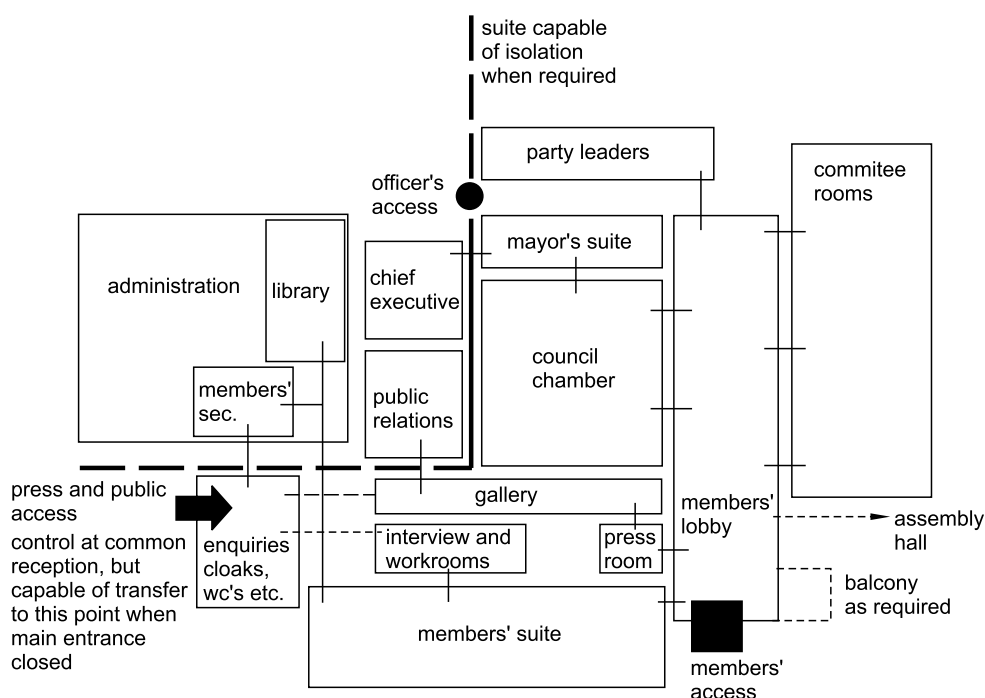 suite capable
of isolation
when required
party leaders
commitee
rooms
officer's
access
mayor's suite
administration
library
chief
executive
council
chamber
members'
sec.
public
relations
press and public
access
control at common
reception, but
capable of transfer
to this point when
main entrance
closed
enquiries
cloaks,
wc's etc.
gallery
interview and
workrooms
press
room
members'
lobby
assembly
hall
balcony
as required
members' suite
members'
access